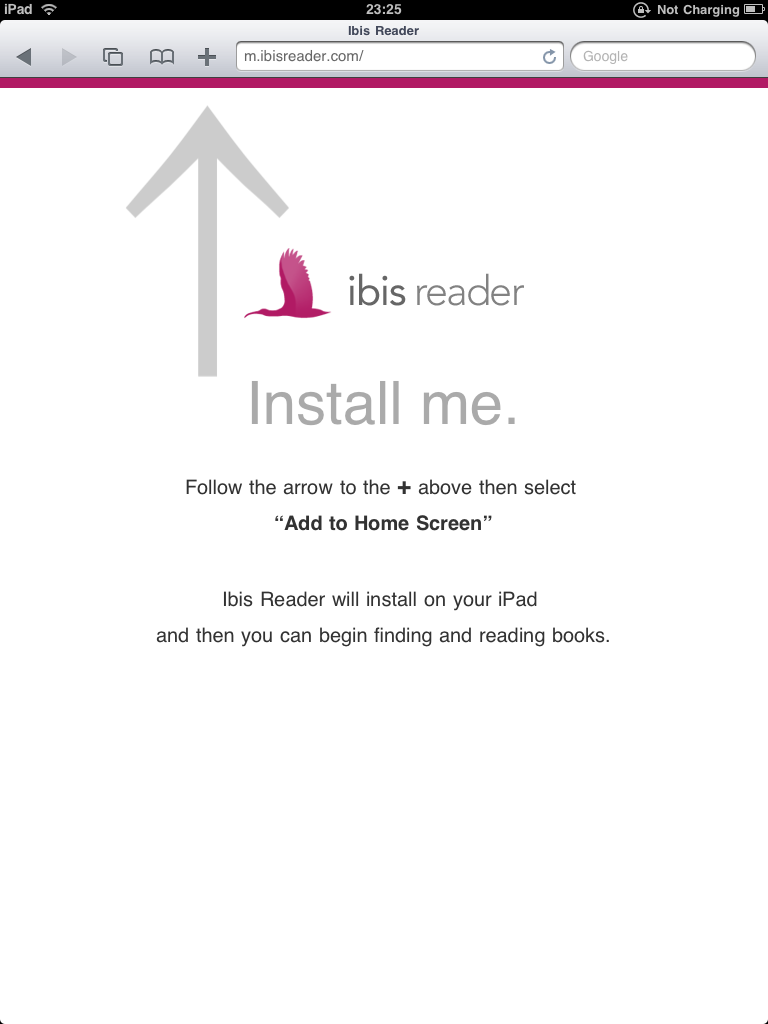 iPad 23:25 Not Charging
Ibis Reader
m.ibisreader.com/ Google
ibis reader
Install me.
Follow the arrow to the + above then select
“Add to Home Screen”
Ibis Reader will install on your iPad
and then you can begin finding and reading books.